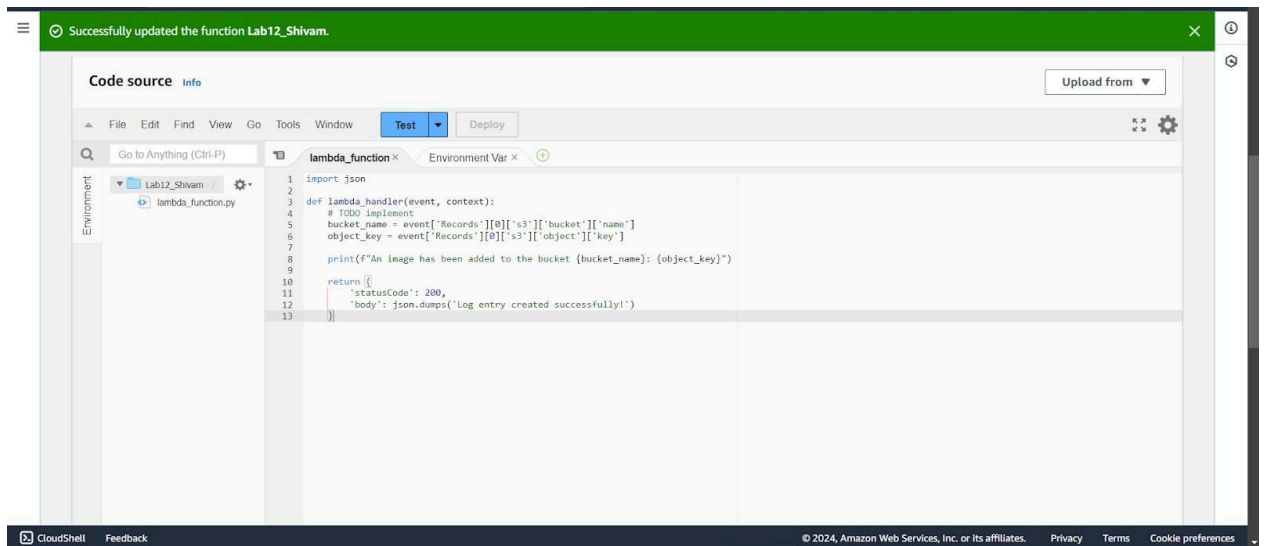 Successfully updated the function Lab12_Shivam.
Code source Info
Upload from
File Edit Find View Go Tools Window Test Deploy
Go to Anything (Ctrl-P)
lambda_function × Environment Var ×
Environment
Lab12_Shivam - /
lambda_function.py
1 import json
2
3 def lambda_handler(event, context):
4     # TODO implement
5     bucket_name = event['Records'][0]['s3']['bucket']['name']
6     object_key = event['Records'][0]['s3']['object']['key']
7
8     print(f"An image has been added to the bucket {bucket_name}: {object_key}")
9
10     return {
11         'statusCode': 200,
12         'body': json.dumps('Log entry created successfully!')
13     }
CloudShell Feedback © 2024, Amazon Web Services, Inc. or its affiliates. Privacy Terms Cookie preferences